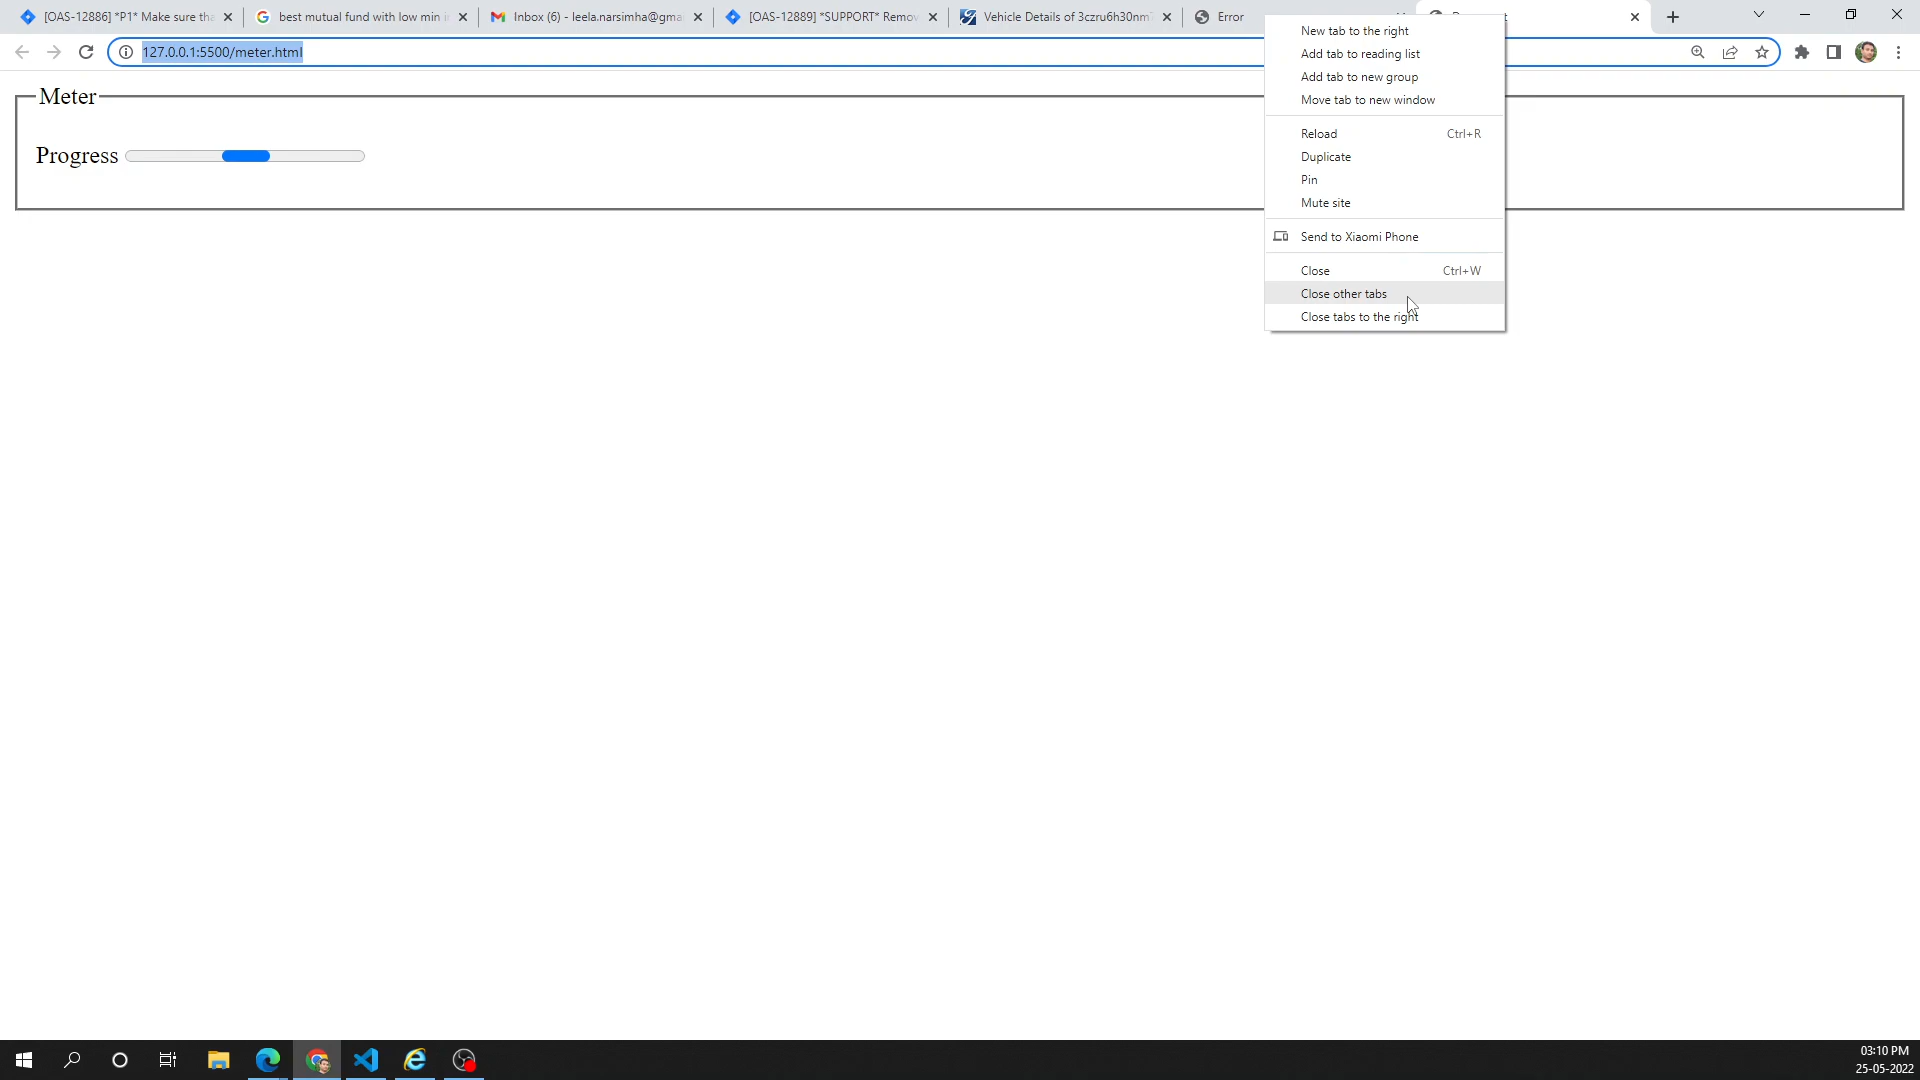 [OAS-12886] *P1* Make sure tha
best mutual fund with low min i
Inbox (6) - leela.narsimha@gma
[OAS-12889] *SUPPORT* Remov
Vehicle Details of 3czru6h30nm7
Error
127.0.0.1:5500/meter.html
New tab to the right
Add tab to reading list
Add tab to new group
Move tab to new window
Reload Ctrl+R
Duplicate
Pin
Mute site
Send to Xiaomi Phone
Close Ctrl+W
Close other tabs
Close tabs to the right
Meter
Progress
03:10 PM
25-05-2022